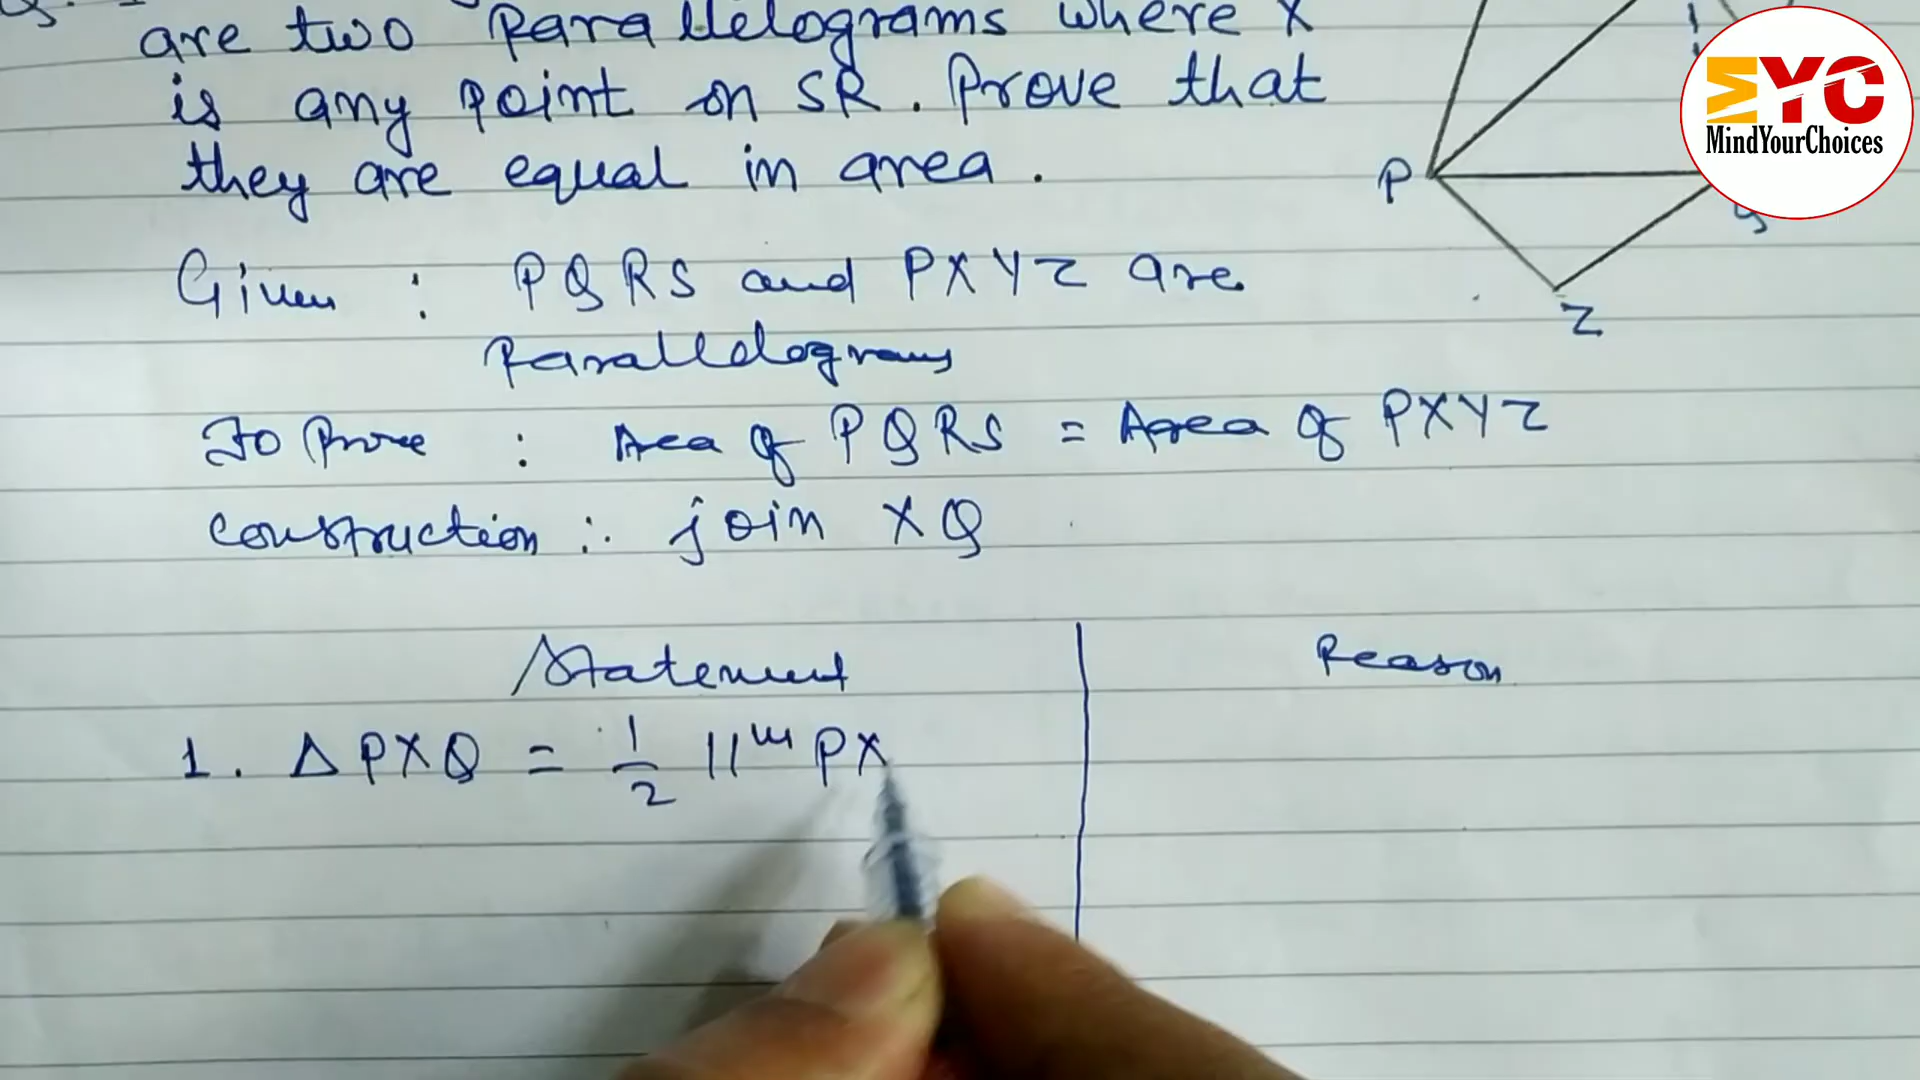 are two parallelograms where X
is any point on SR. Prove that
they are equal in area.
MYC
MindYourChoices
P
Z
Given : PQRS and PXYZ are
Parallelograms
To Prove : Area of PQRS = Area of PXYZ
Construction :. join XQ
Statement
Reason
1. Δ PXQ = 1/2 ||m PX